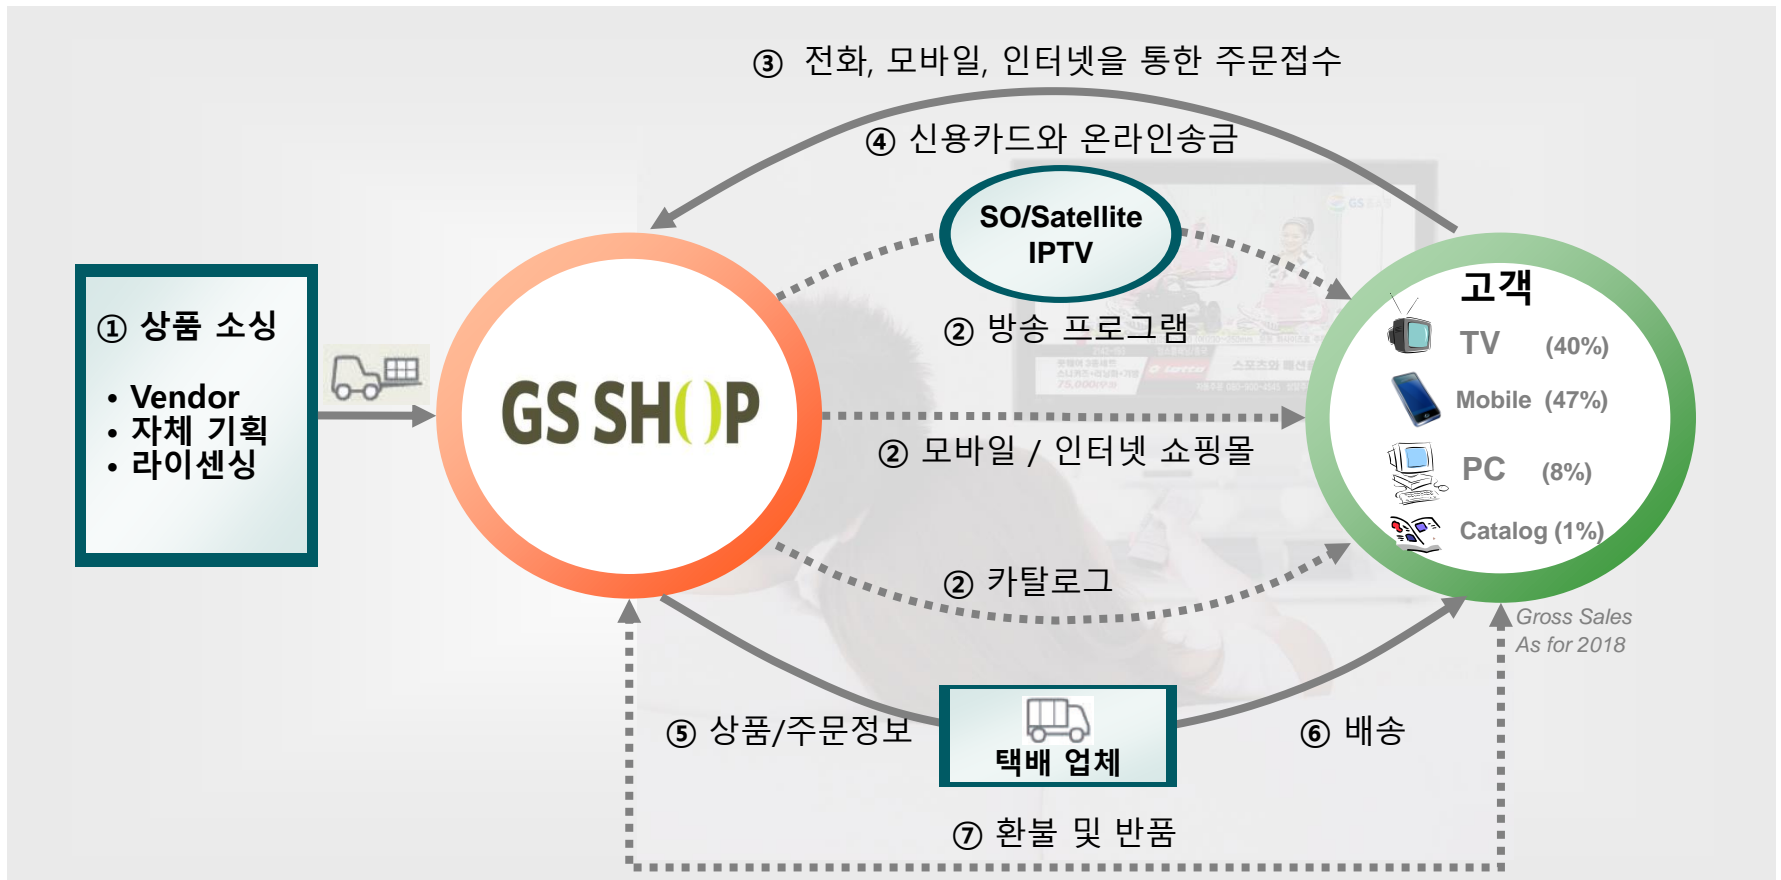 ③ 전화, 모바일, 인터넷을 통한 주문접수
④ 신용카드와 온라인송금
SO/Satellite
IPTV
② 방송 프로그램
① 상품 소싱
• Vendor
• 자체 기획
• 라이센싱
GS SHOP
② 모바일 / 인터넷 쇼핑몰
② 카탈로그
고객
TV (40%)
Mobile (47%)
PC (8%)
Catalog (1%)
Gross Sales
As for 2018
⑤ 상품/주문정보
택배 업체
⑥ 배송
⑦ 환불 및 반품
GS
75,000